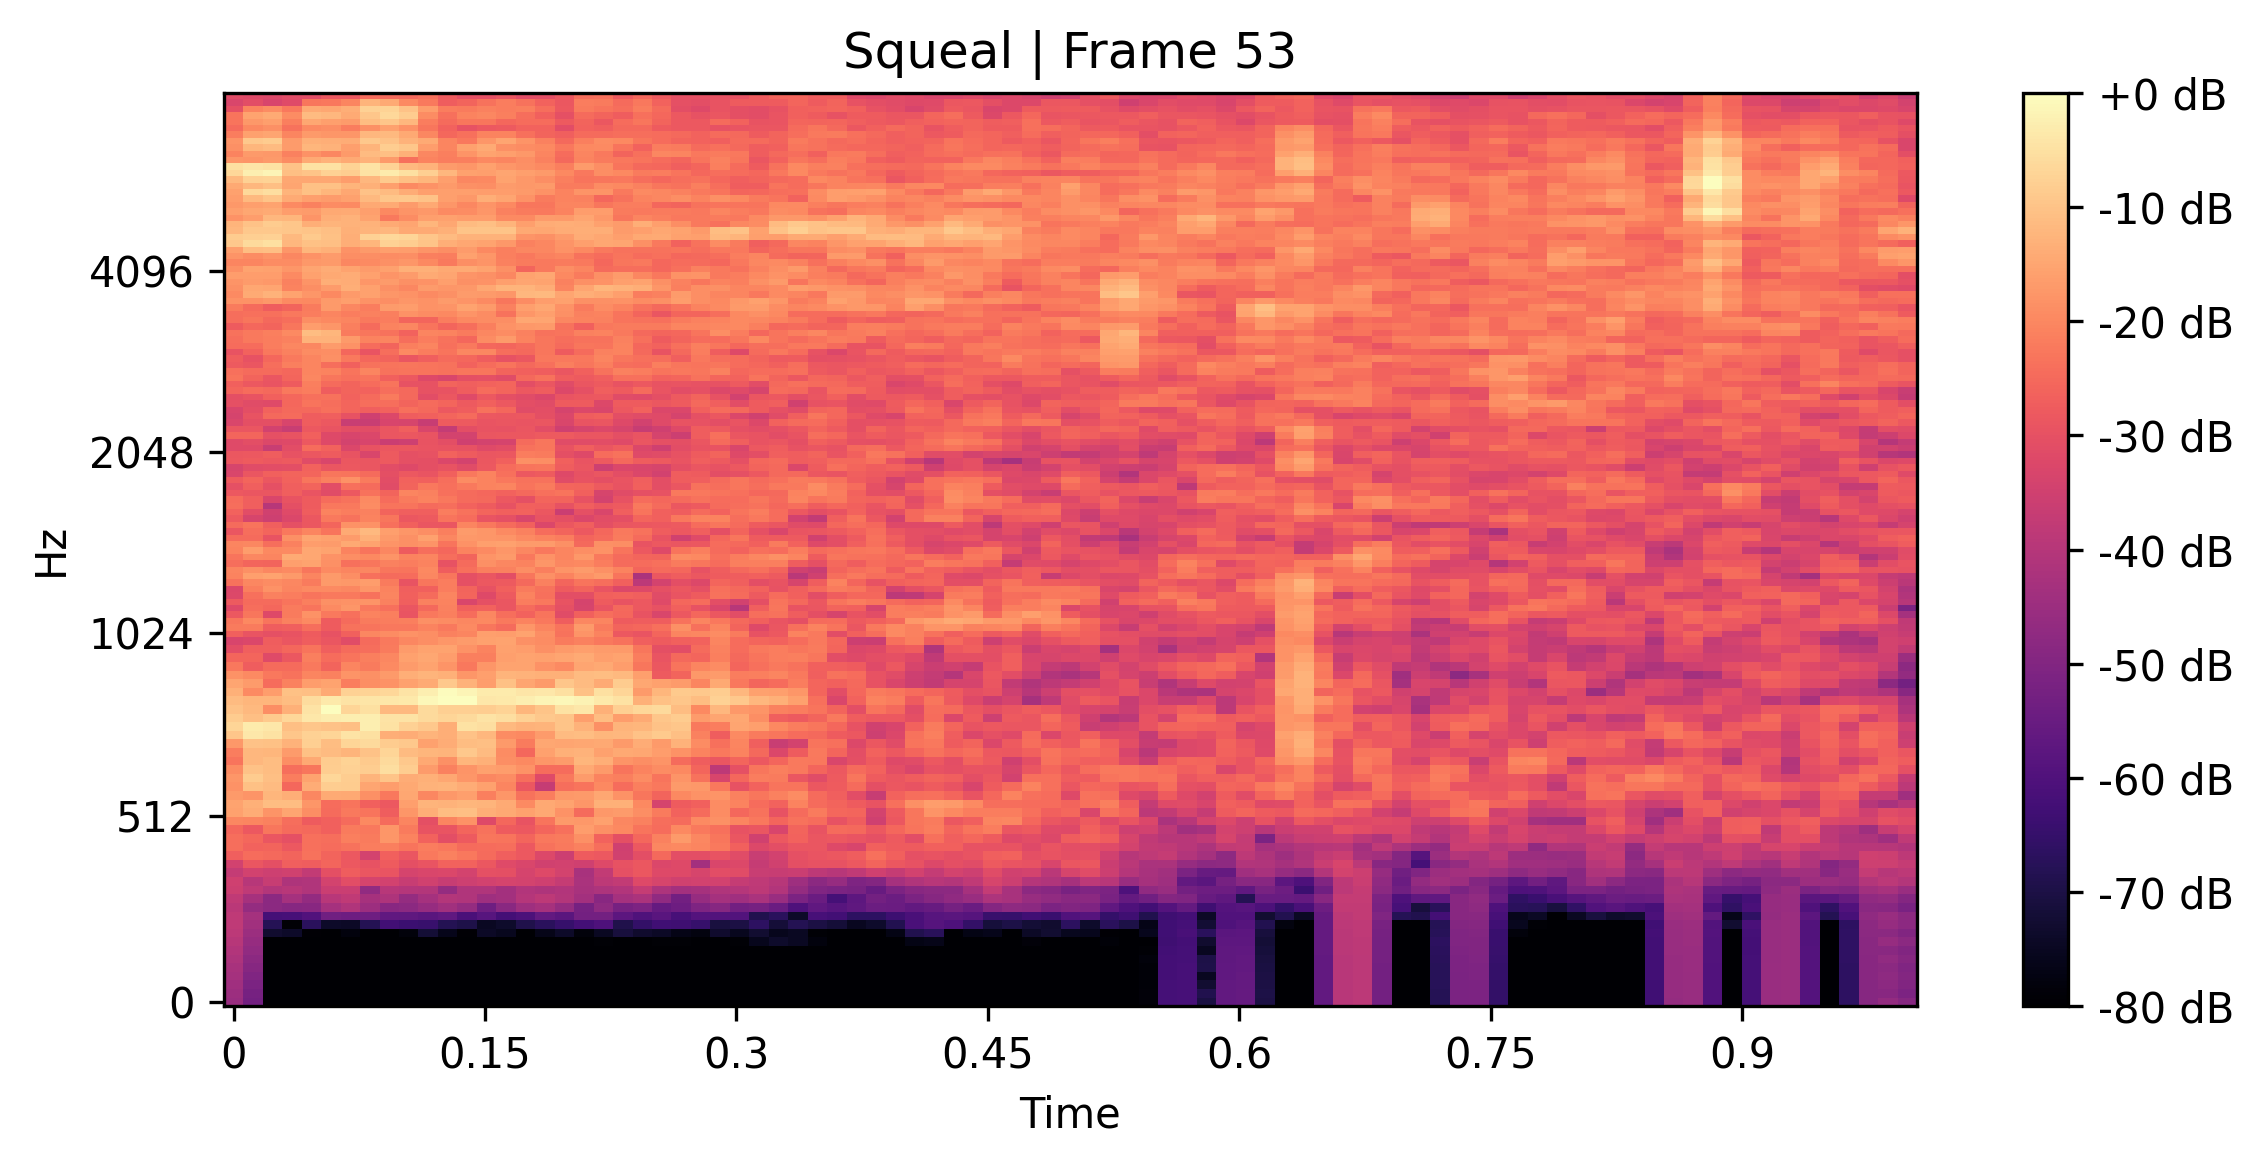 Squeal | Frame 53
+0 dB
-10 dB
-20 dB
-30 dB
-40 dB
-50 dB
-60 dB
-70 dB
-80 dB
Hz
4096
2048
1024
512
0
0
0.15
0.3
0.45
0.6
0.75
0.9
Time